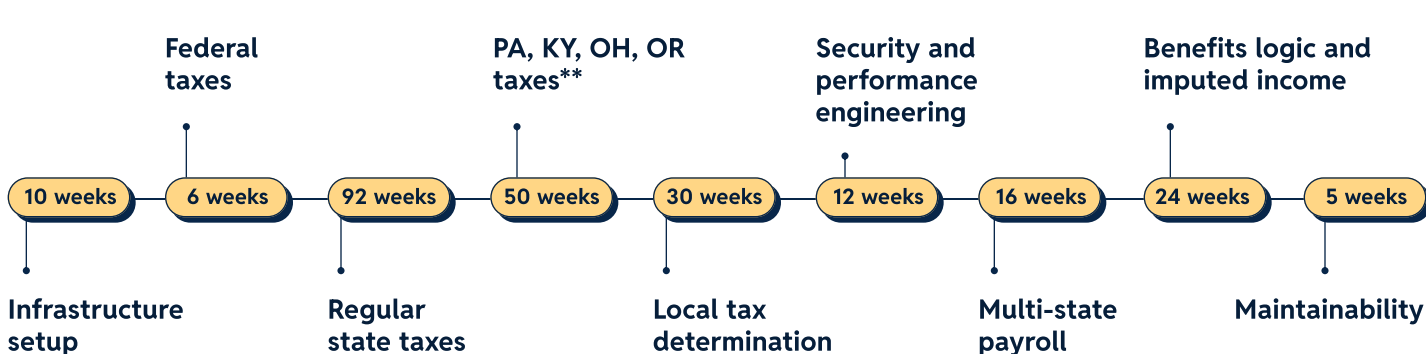 Federal
taxes
PA, KY, OH, OR
taxes**
Security and
performance
engineering
Benefits logic and
imputed income
10 weeks
6 weeks
92 weeks
50 weeks
30 weeks
12 weeks
16 weeks
24 weeks
5 weeks
Infrastructure
setup
Regular
state taxes
Local tax
determination
Multi-state
payroll
Maintainability